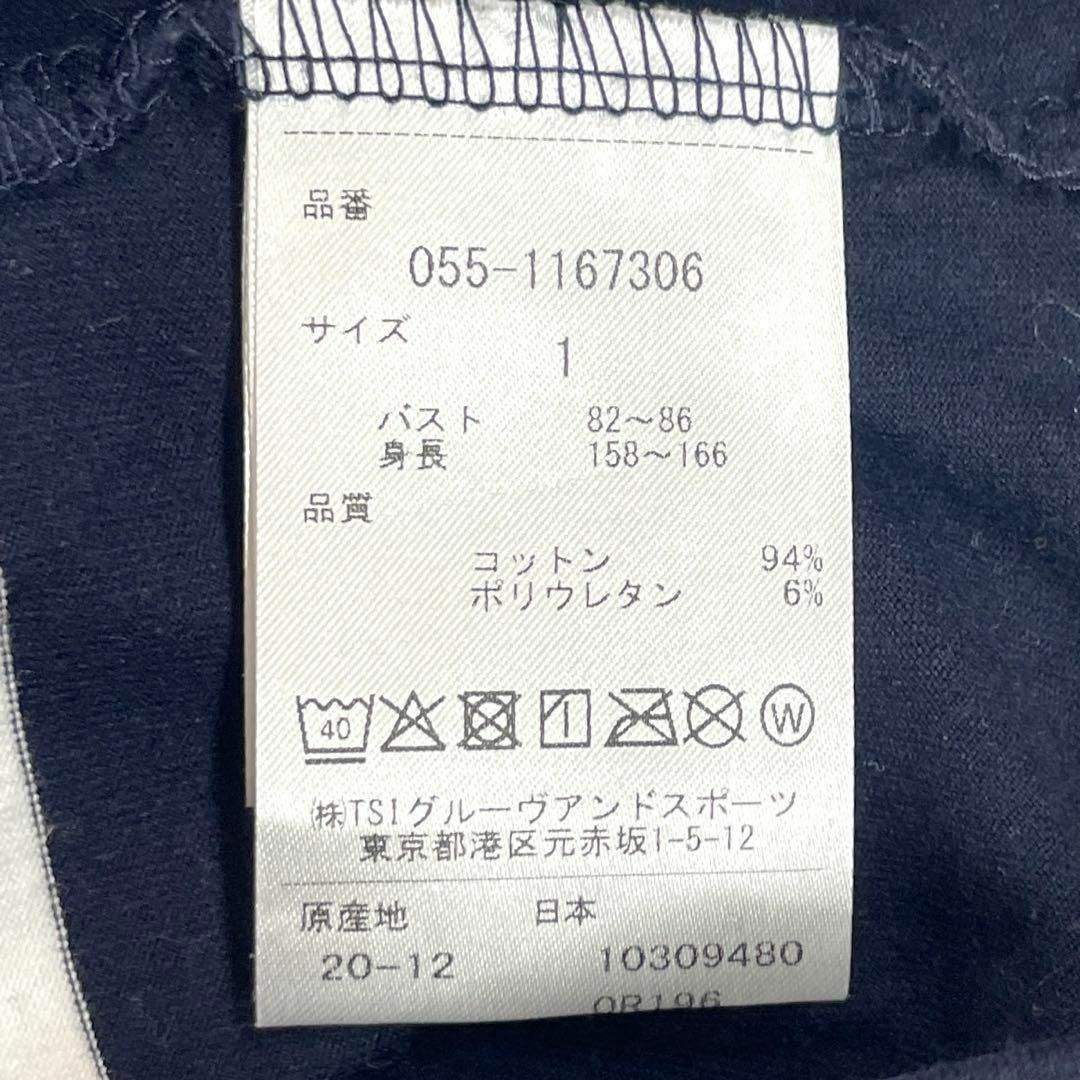 品番
055-1167306
サイズ
1
バスト 82〜86
身長 158〜166
品質
コットン 94%
ポリウレタン 6%
40 W
㈱TSIグルーヴアンドスポーツ
東京都港区元赤坂1-5-12
原産地 日本
20-12 10309480
0R196